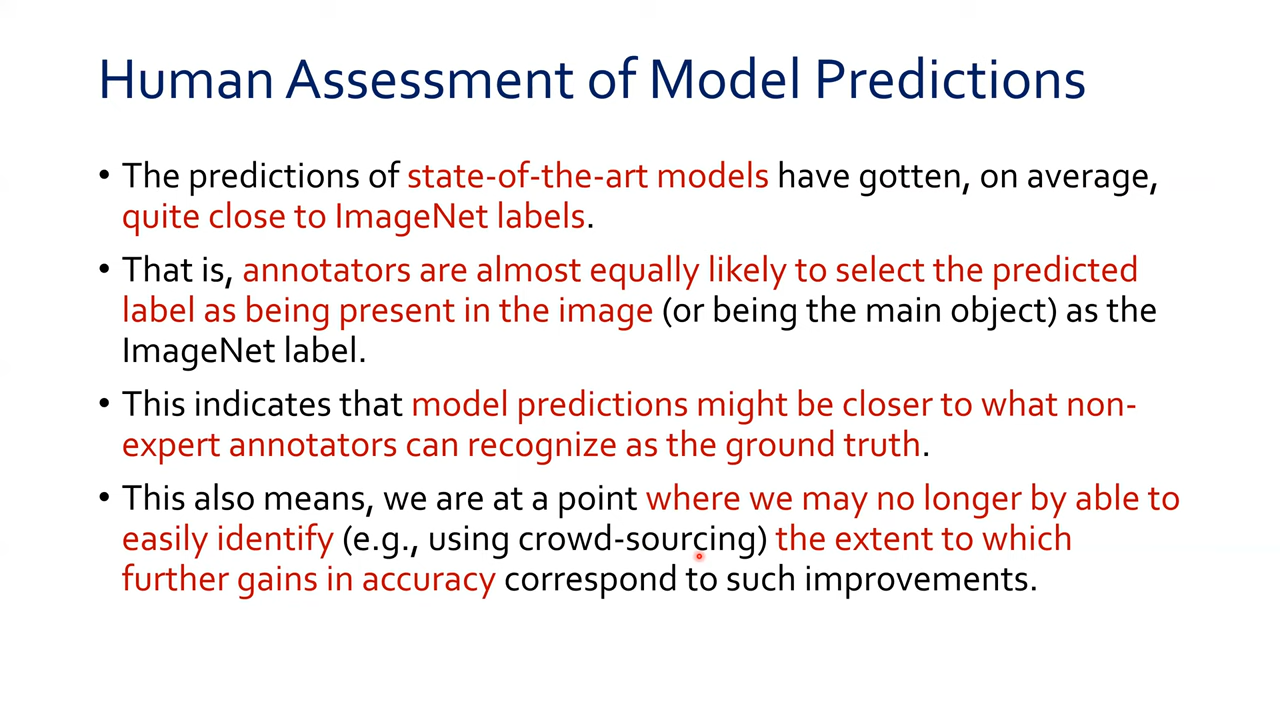 Human Assessment of Model Predictions
• The predictions of state-of-the-art models have gotten, on average,
quite close to ImageNet labels.
• That is, annotators are almost equally likely to select the predicted
label as being present in the image (or being the main object) as the
ImageNet label.
• This indicates that model predictions might be closer to what non-
expert annotators can recognize as the ground truth.
• This also means, we are at a point where we may no longer by able to
easily identify (e.g., using crowd-sourcing) the extent to which
further gains in accuracy correspond to such improvements.